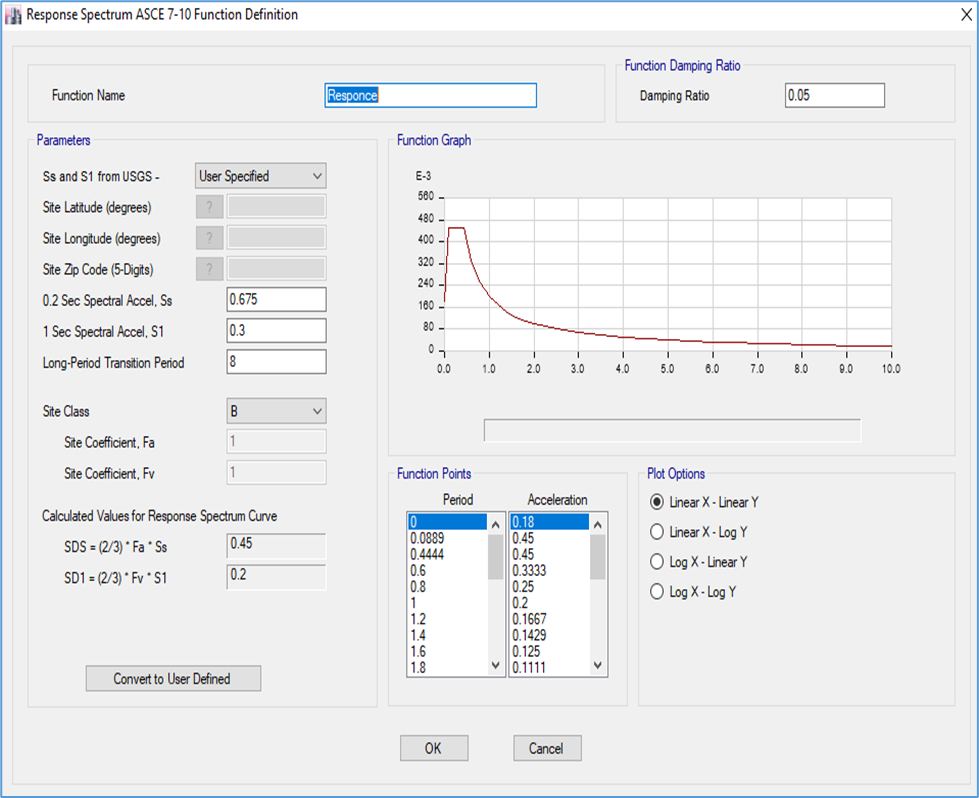 Response Spectrum ASCE 7-10 Function Definition
Function Name
Responce
Function Damping Ratio
Damping Ratio
0.05
Parameters
Ss and S1 from USGS -
User Specified
Site Latitude (degrees)
?
Site Longitude (degrees)
?
Site Zip Code (5-Digits)
?
0.2 Sec Spectral Accel, Ss
0.675
1 Sec Spectral Accel, S1
0.3
Long-Period Transition Period
8
Site Class
B
Site Coefficient, Fa
1
Site Coefficient, Fv
1
Calculated Values for Response Spectrum Curve
SDS = (2/3) * Fa * Ss
0.45
SD1 = (2/3) * Fv * S1
0.2
Convert to User Defined
Function Graph
E-3
560
480
400
320
240
160
80
0
0.0 1.0 2.0 3.0 4.0 5.0 6.0 7.0 8.0 9.0 10.0
Function Points
Period Acceleration
0 0.18
0.0889 0.45
0.4444 0.45
0.6 0.3333
0.8 0.25
1 0.2
1.2 0.1667
1.4 0.1429
1.6 0.125
1.8 0.1111
Plot Options
Linear X - Linear Y
Linear X - Log Y
Log X - Linear Y
Log X - Log Y
OK
Cancel